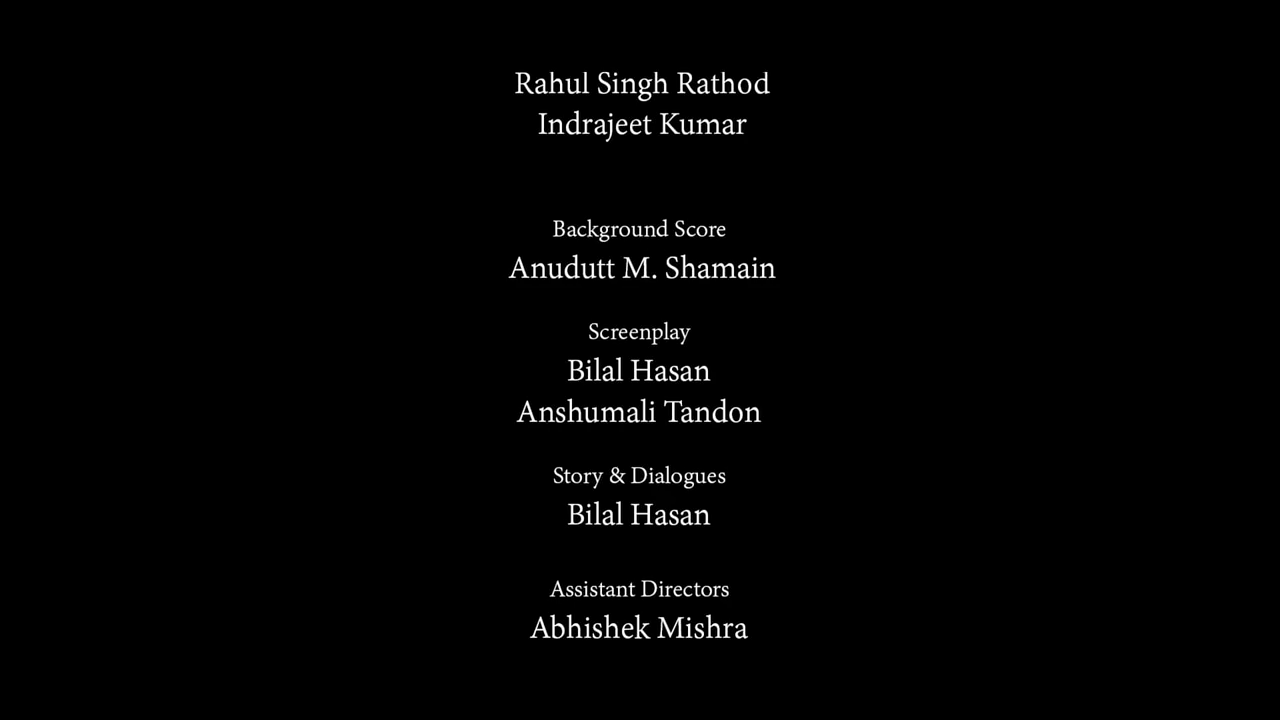 Rahul Singh Rathod
Indrajeet Kumar
Background Score
Anudutt M. Shamain
Screenplay
Bilal Hasan
Anshumali Tandon
Story & Dialogues
Bilal Hasan
Assistant Directors
Abhishek Mishra